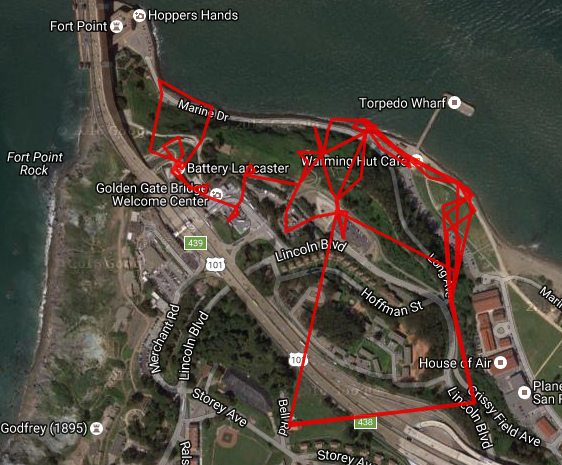 Hoppers Hands
Fort Point
Marine Dr
Torpedo Wharf
Fort Point
Rock
Battery Lancaster
Warming Hut Cafe
Golden Gate Bridge
Welcome Center
439
101
Lincoln Blvd
Long Ave
Hoffman St
Merchant Rd
Lincoln Blvd
House of Air
Storey Ave
Bell Rd
438
Lincoln Blvd
Crissy Field Ave
Godfrey (1895)
Storey Ave